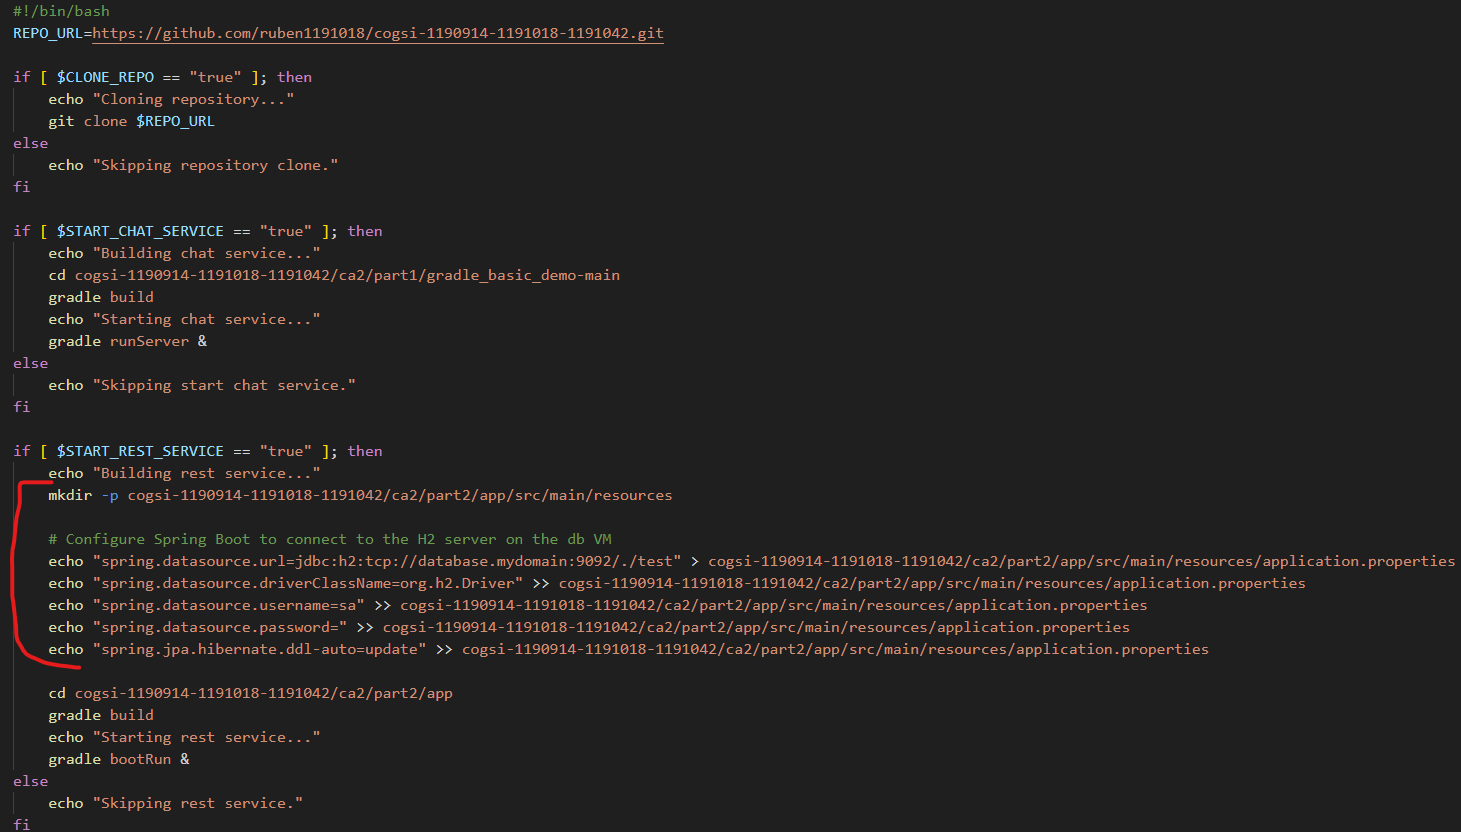 #!/bin/bash
REPO_URL=https://github.com/ruben1191018/cogsi-1190914-1191018-1191042.git
if [ $CLONE_REPO == "true" ]; then
echo "Cloning repository..."
git clone $REPO_URL
else
echo "Skipping repository clone."
fi
if [ $START_CHAT_SERVICE == "true" ]; then
echo "Building chat service..."
cd cogsi-1190914-1191018-1191042/ca2/part1/gradle_basic_demo-main
gradle build
echo "Starting chat service..."
gradle runServer &
else
echo "Skipping start chat service."
fi
if [ $START_REST_SERVICE == "true" ]; then
echo "Building rest service..."
mkdir -p cogsi-1190914-1191018-1191042/ca2/part2/app/src/main/resources
# Configure Spring Boot to connect to the H2 server on the db VM
echo "spring.datasource.url=jdbc:h2:tcp://database.mydomain:9092/./test" > cogsi-1190914-1191018-1191042/ca2/part2/app/src/main/resources/application.properties
echo "spring.datasource.driverClassName=org.h2.Driver" >> cogsi-1190914-1191018-1191042/ca2/part2/app/src/main/resources/application.properties
echo "spring.datasource.username=sa" >> cogsi-1190914-1191018-1191042/ca2/part2/app/src/main/resources/application.properties
echo "spring.datasource.password=" >> cogsi-1190914-1191018-1191042/ca2/part2/app/src/main/resources/application.properties
echo "spring.jpa.hibernate.ddl-auto=update" >> cogsi-1190914-1191018-1191042/ca2/part2/app/src/main/resources/application.properties
cd cogsi-1190914-1191018-1191042/ca2/part2/app
gradle build
echo "Starting rest service..."
gradle bootRun &
else
echo "Skipping rest service."
fi